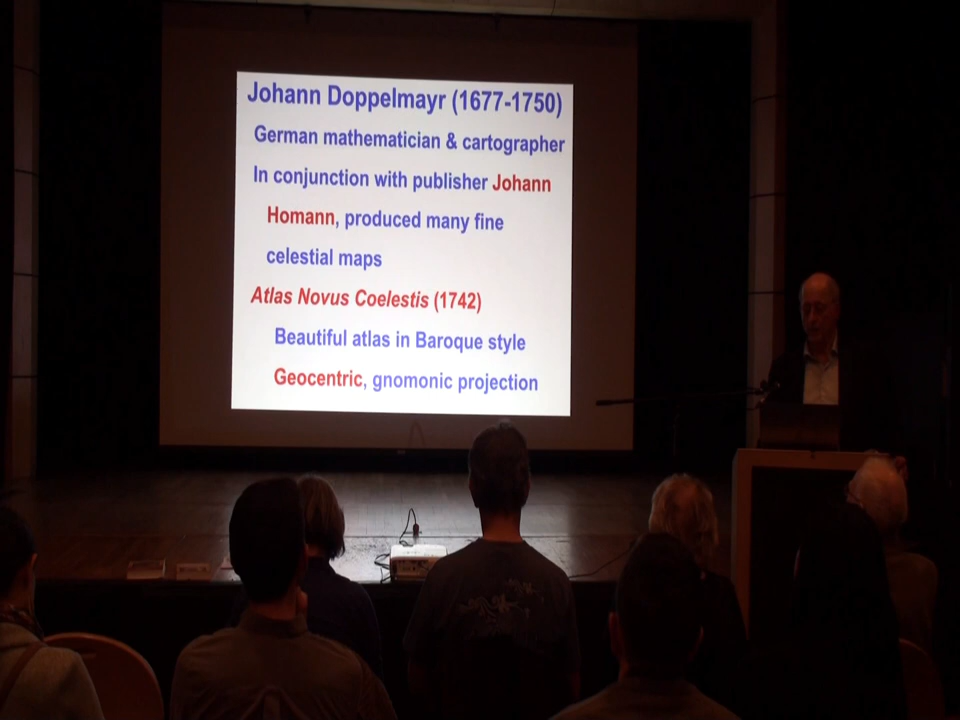 Johann Doppelmayr (1677-1750)
German mathematician & cartographer
In conjunction with publisher Johann
Homann, produced many fine
celestial maps
Atlas Novus Coelestis (1742)
Beautiful atlas in Baroque style
Geocentric, gnomonic projection